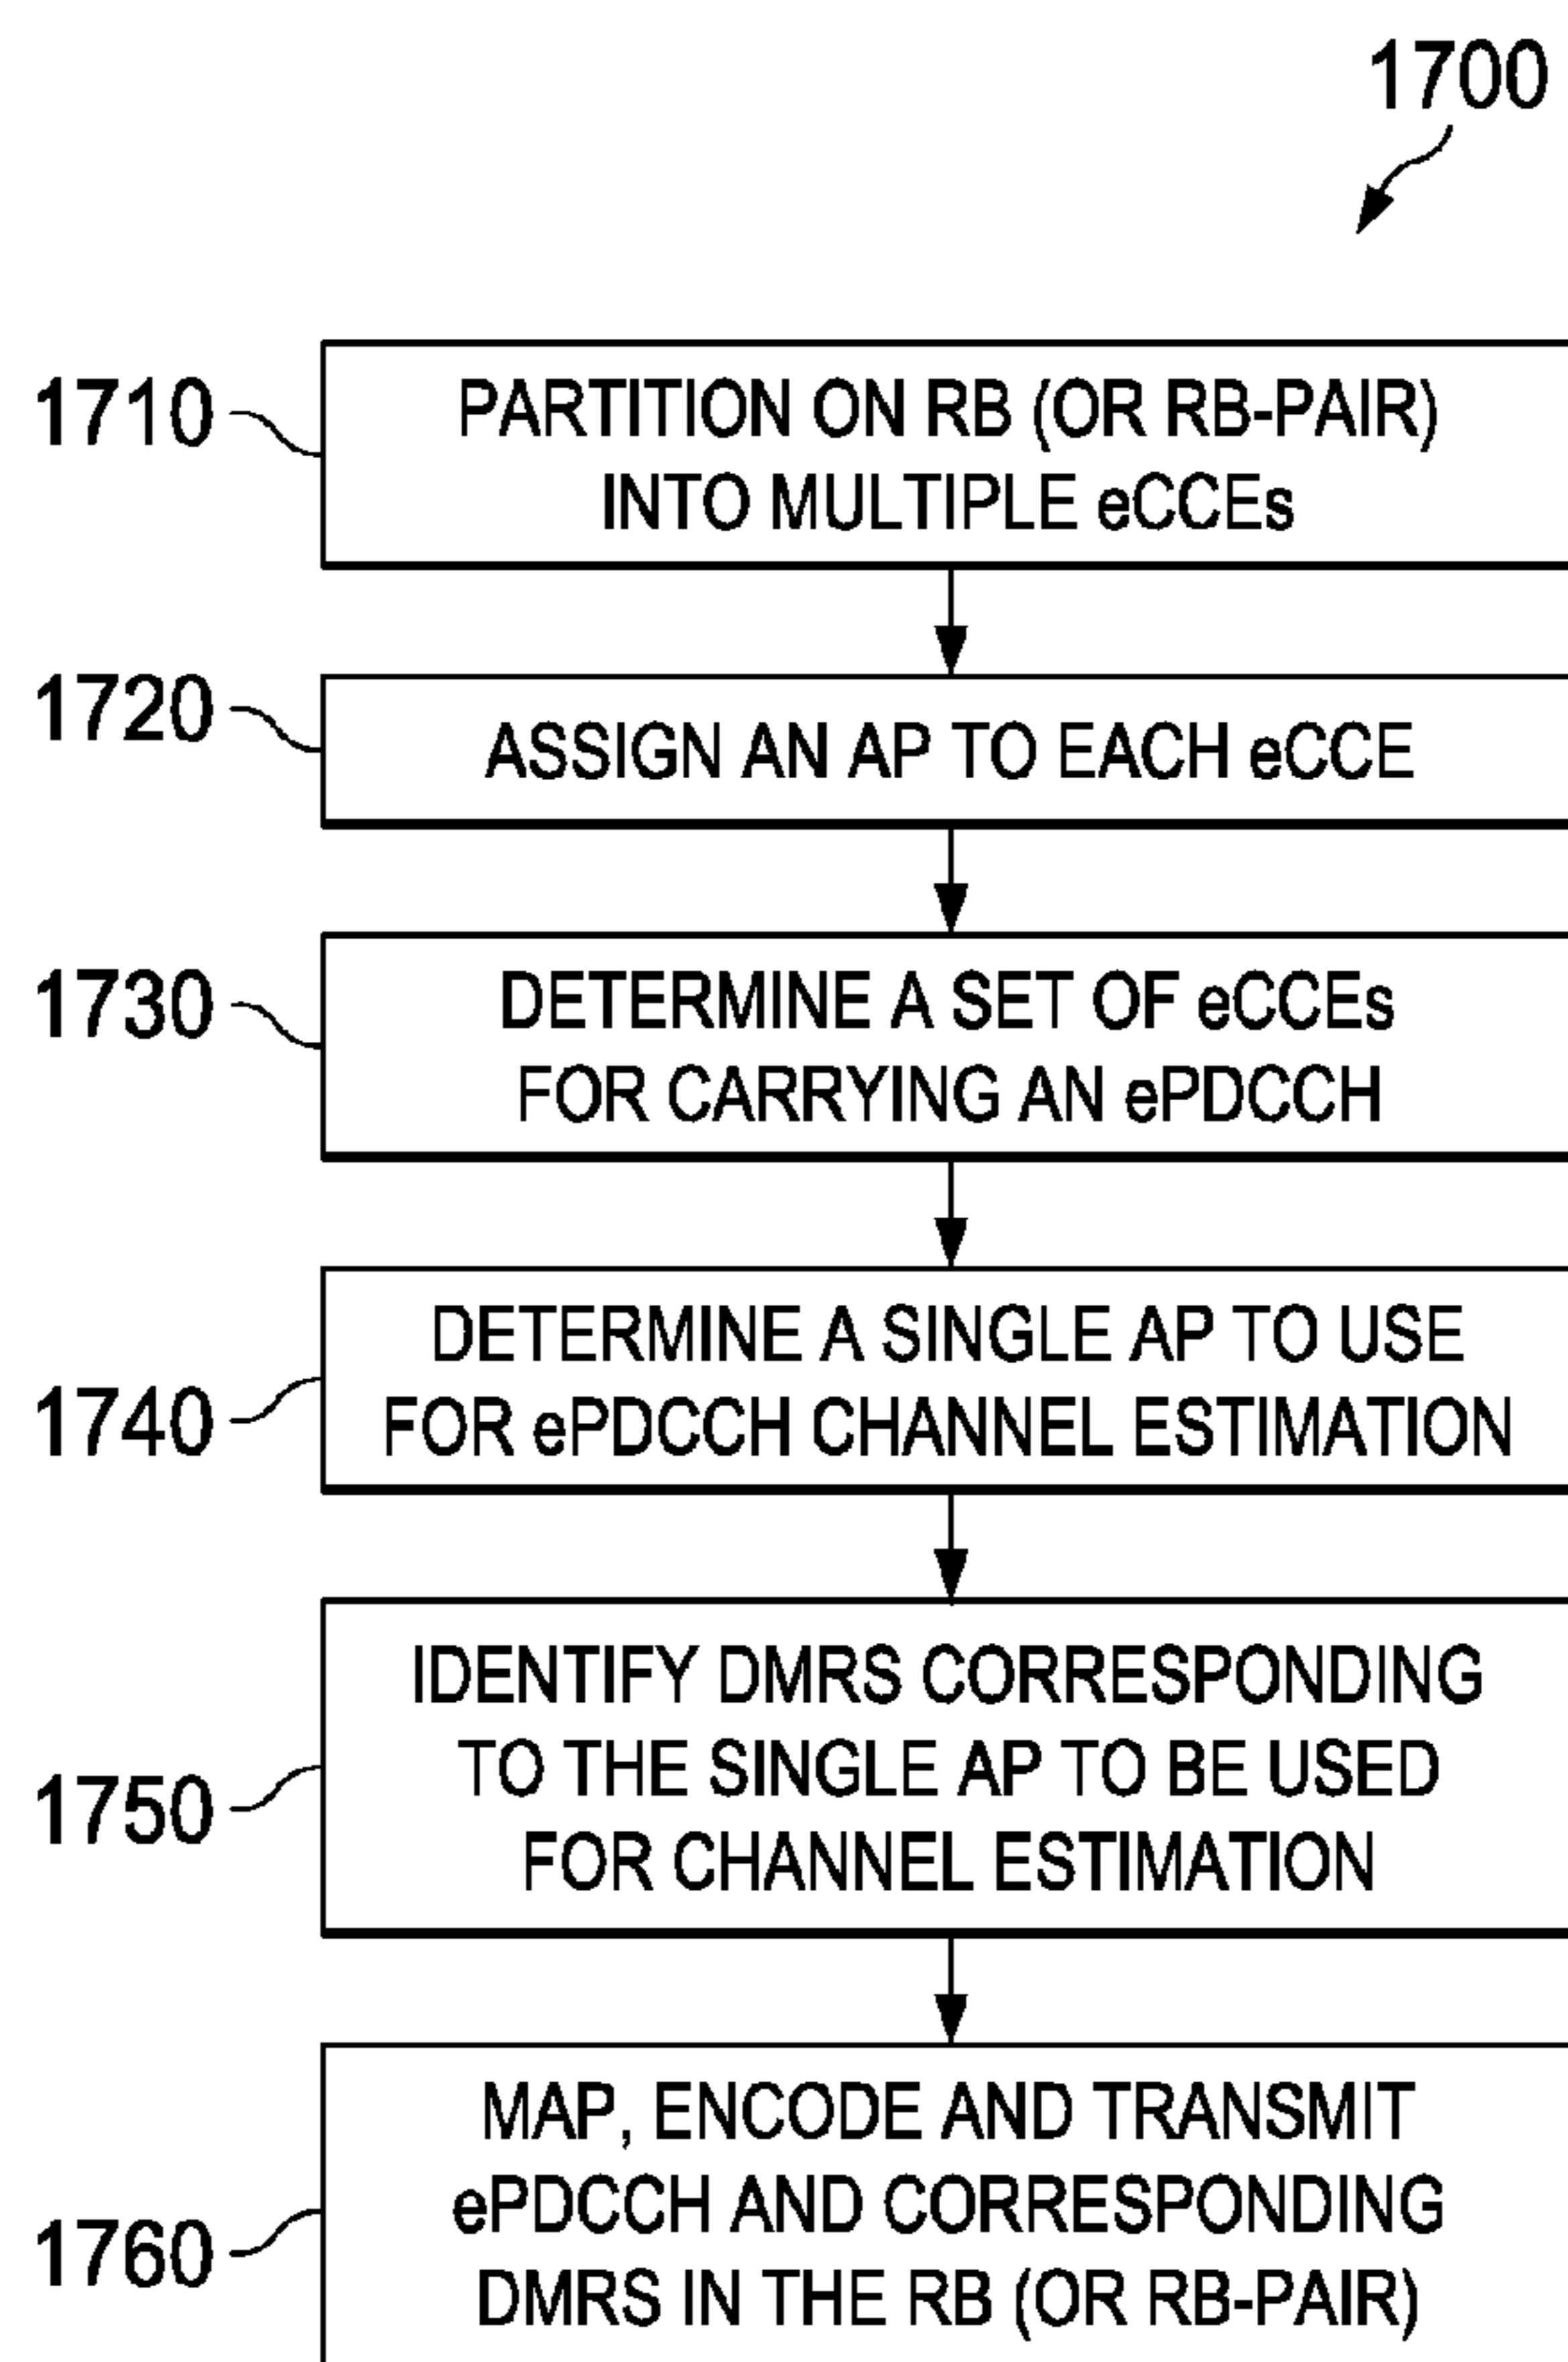 1700
1710
PARTITION ON RB (OR RB-PAIR)
INTO MULTIPLE eCCEs
1720
ASSIGN AN AP TO EACH eCCE
1730
DETERMINE A SET OF eCCEs
FOR CARRYING AN ePDCCH
1740
DETERMINE A SINGLE AP TO USE
FOR ePDCCH CHANNEL ESTIMATION
1750
IDENTIFY DMRS CORRESPONDING
TO THE SINGLE AP TO BE USED
FOR CHANNEL ESTIMATION
1760
MAP, ENCODE AND TRANSMIT
ePDCCH AND CORRESPONDING
DMRS IN THE RB (OR RB-PAIR)